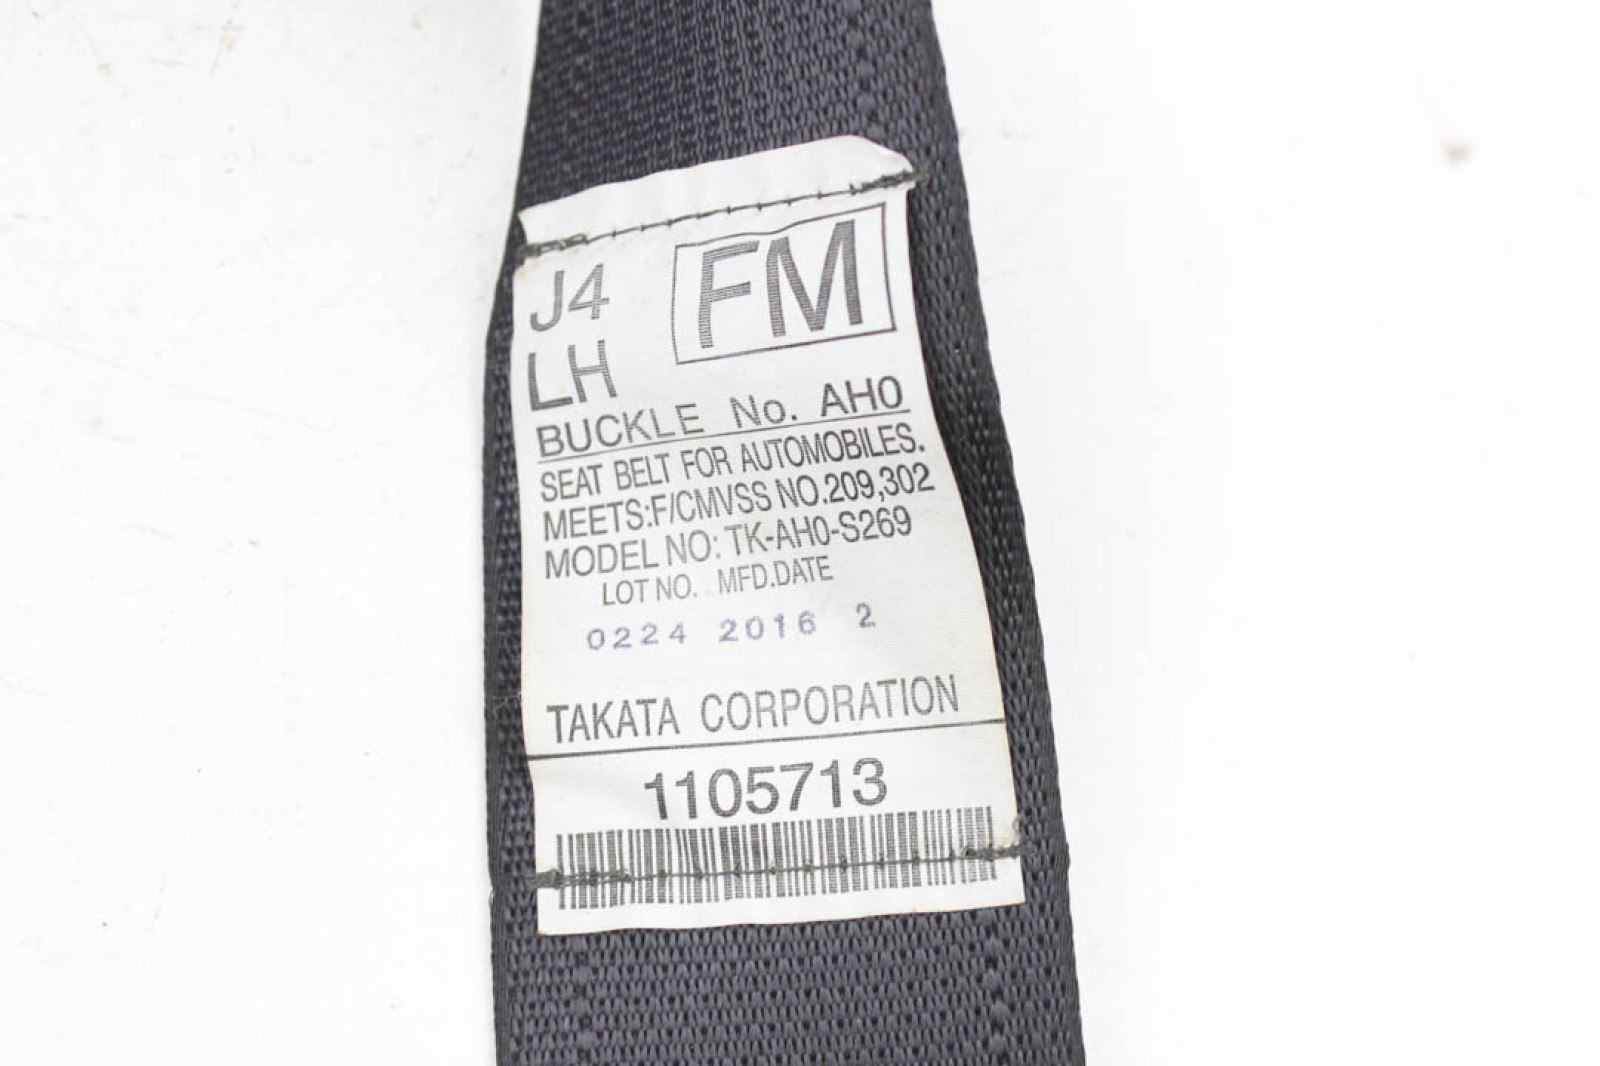 J4 FM
LH
BUCKLE No. AH0
SEAT BELT FOR AUTOMOBILES.
MEETS:F/CMVSS NO.209,302
MODEL NO: TK-AH0-S269
LOT NO. MFD.DATE
0224 2016 2
TAKATA CORPORATION
1105713